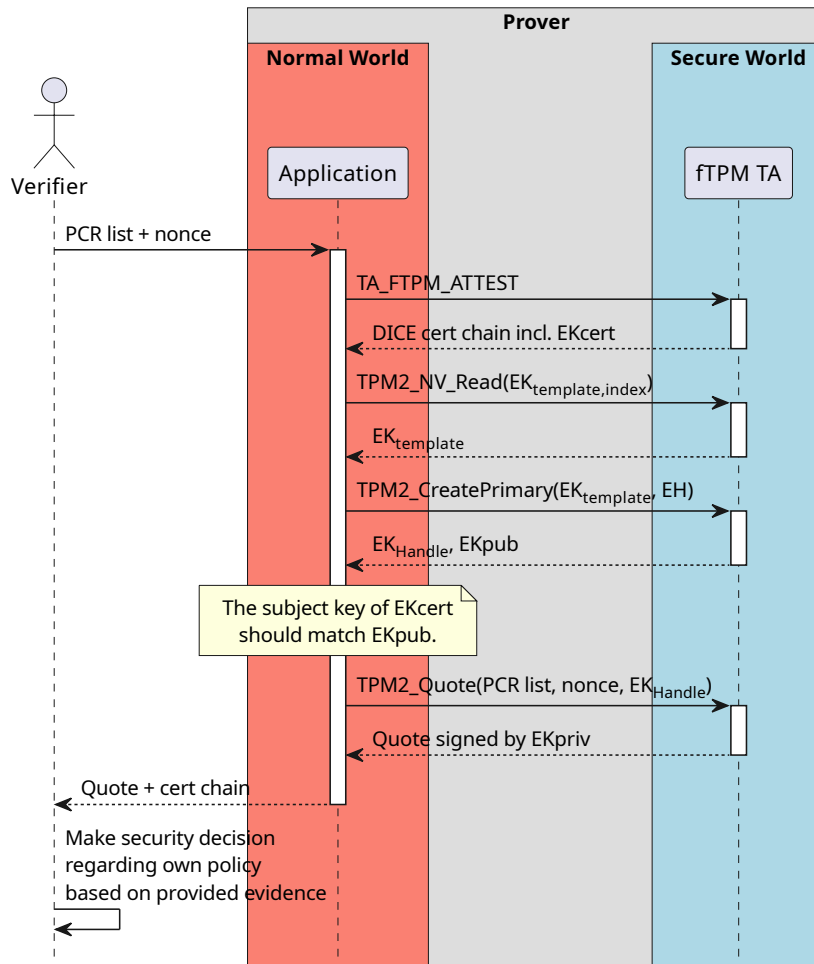 Prover
Normal World
Secure World
Verifier
Application
fTPM TA
PCR list + nonce
TA_FTPM_ATTEST
DICE cert chain incl. EKcert
TPM2_NV_Read(EKtemplate,index)
EKtemplate
TPM2_CreatePrimary(EKtemplate, EH)
EKHandle, EKpub
The subject key of EKcert
should match EKpub.
TPM2_Quote(PCR list, nonce, EKHandle)
Quote signed by EKpriv
Quote + cert chain
Make security decision
regarding own policy
based on provided evidence